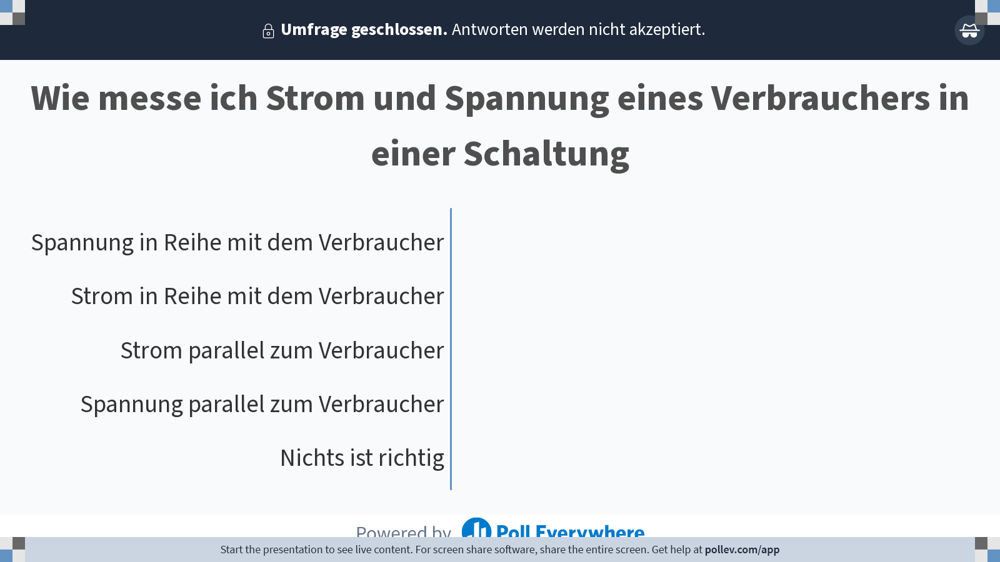 Umfrage geschlossen. Antworten werden nicht akzeptiert.
Wie messe ich Strom und Spannung eines Verbrauchers in
einer Schaltung
Spannung in Reihe mit dem Verbraucher
Strom in Reihe mit dem Verbraucher
Strom parallel zum Verbraucher
Spannung parallel zum Verbraucher
Nichts ist richtig
Powered by Poll Everywhere
Start the presentation to see live content. For screen share software, share the entire screen. Get help at pollev.com/app